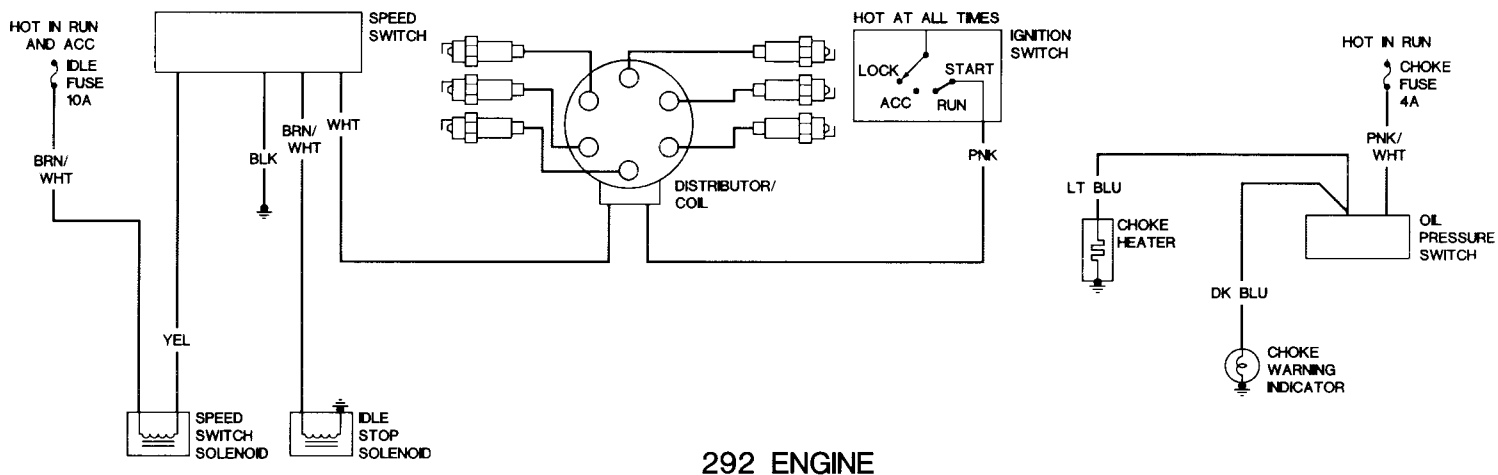 HOT IN RUN
AND ACC
IDLE
FUSE
10A
BRN/
WHT
SPEED
SWITCH
YEL
BLK
BRN/
WHT
WHT
SPEED
SWITCH
SOLENOID
IDLE
STOP
SOLENOID
DISTRIBUTOR/
COIL
HOT AT ALL TIMES
IGNITION
SWITCH
LOCK
START
ACC
RUN
PNK
HOT IN RUN
CHOKE
FUSE
4A
PNK/
WHT
LT BLU
CHOKE
HEATER
OIL
PRESSURE
SWITCH
DK BLU
CHOKE
WARNING
INDICATOR
292 ENGINE